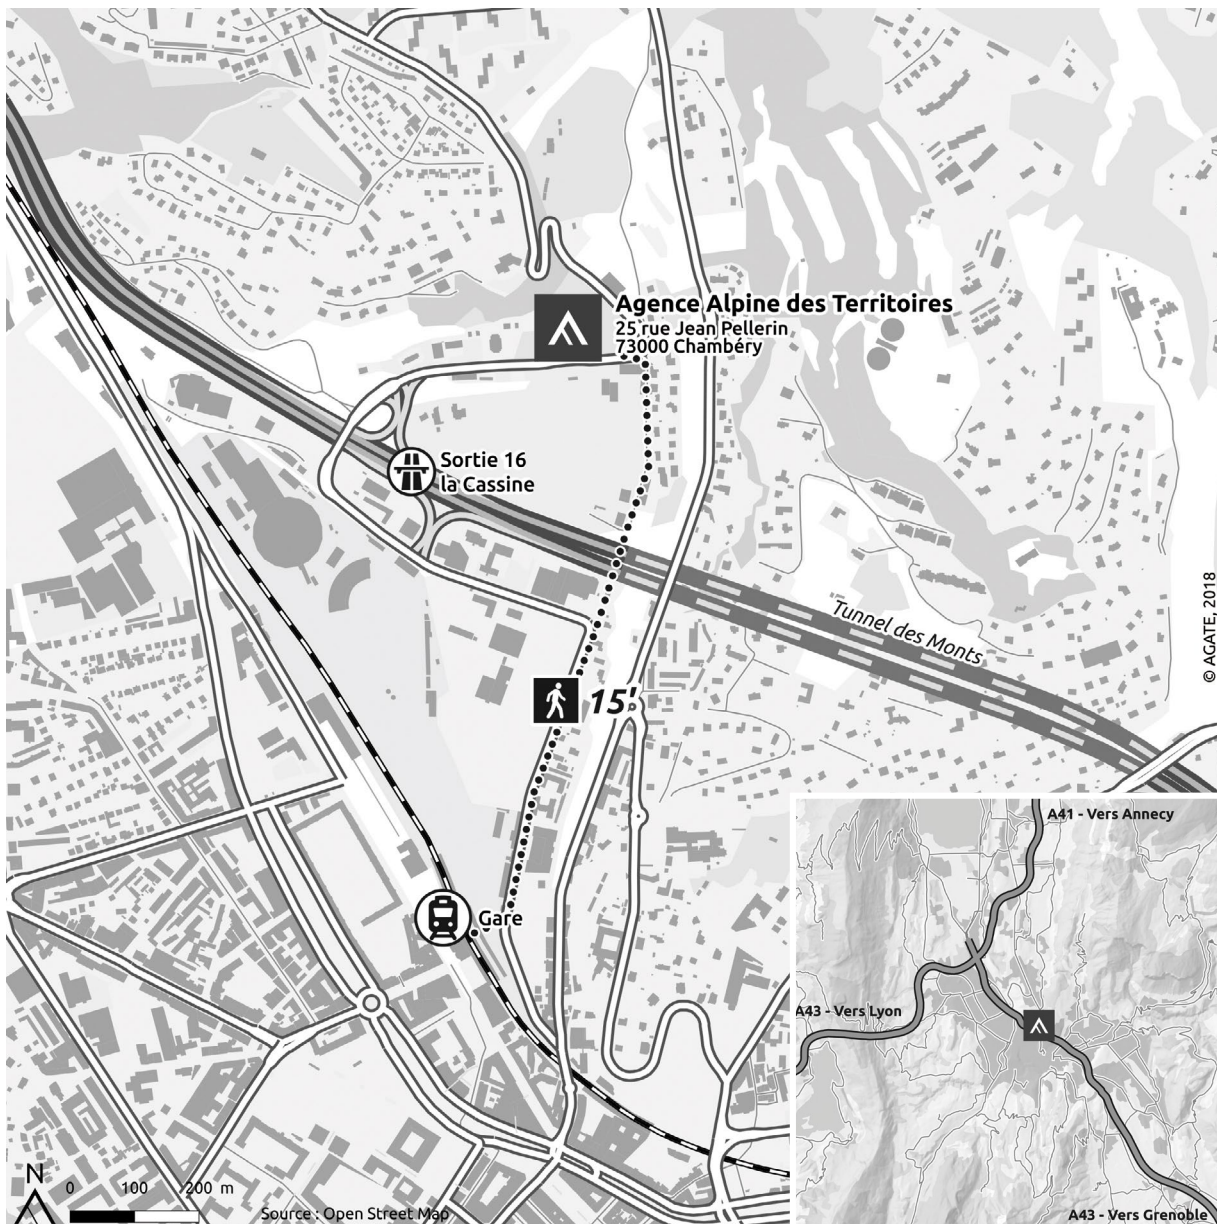 Agence Alpine des Territoires
25 rue Jean Pellerin
73000 Chambéry
Sortie 16
la Cassine
© AGATE, 2018
Tunnel des Monts
15'
A41 - Vers Annecy
Gare
A43 - Vers Lyon
N
0 100 200 m
Source : Open Street Map
A43 - Vers Grenoble